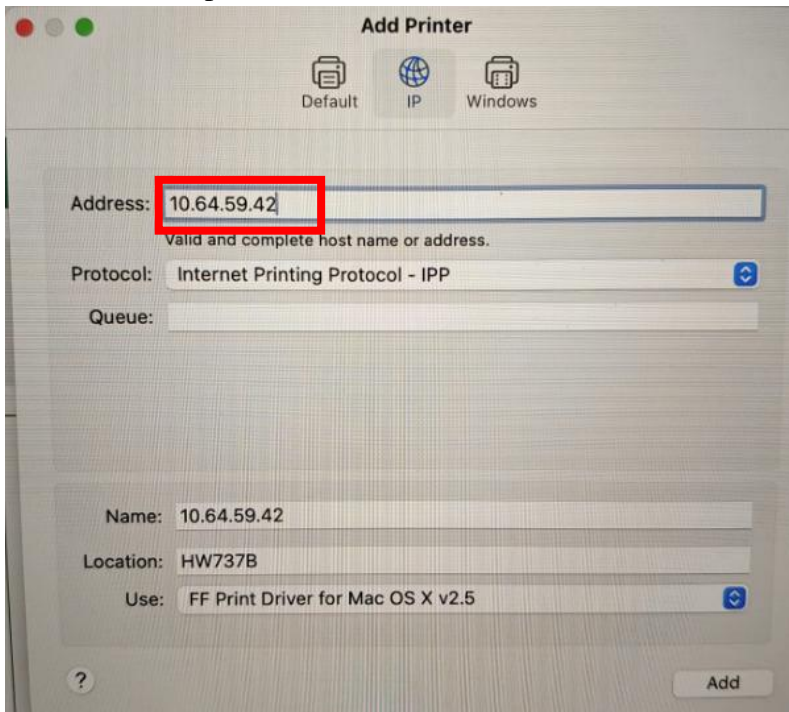 Add Printer
Default IP Windows
Address: 10.64.59.42
Valid and complete host name or address.
Protocol: Internet Printing Protocol - IPP
Queue:
Name: 10.64.59.42
Location: HW737B
Use: FF Print Driver for Mac OS X v2.5
? Add